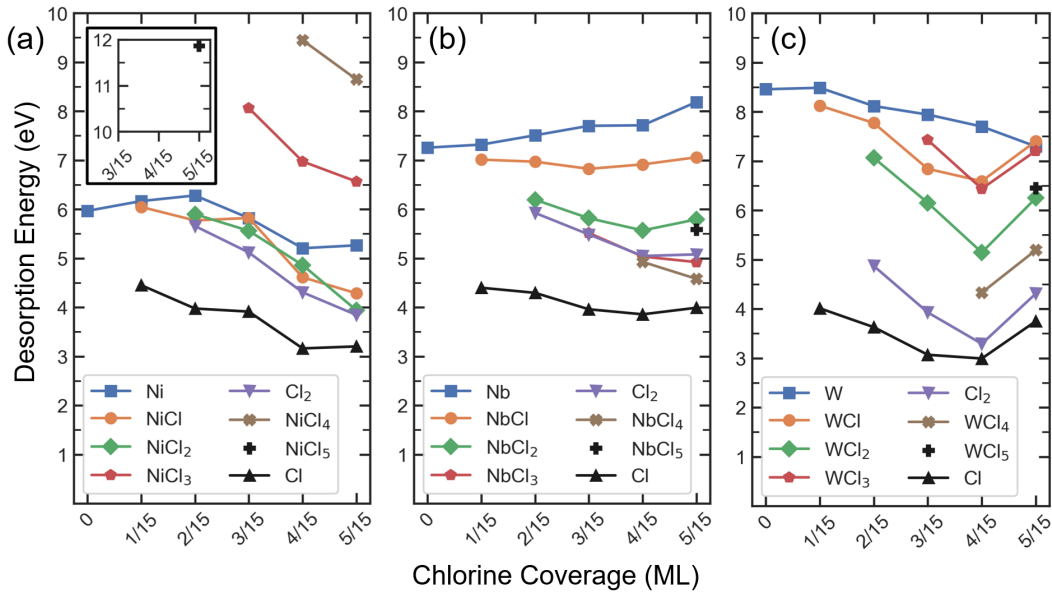 (a)
(b)
(c)
Desorption Energy (eV)
10
9
8
7
6
5
4
3
2
1
12
11
10
3/15
4/15
5/15
Ni
NiCl
NiCl₂
NiCl₃
Cl₂
NiCl₄
NiCl₅
Cl
0
1/15
2/15
3/15
4/15
5/15
10
9
8
7
6
5
4
3
2
1
Nb
NbCl
NbCl₂
NbCl₃
Cl₂
NbCl₄
NbCl₅
Cl
0
1/15
2/15
3/15
4/15
5/15
10
9
8
7
6
5
4
3
2
1
W
WCl
WCl₂
WCl₃
Cl₂
WCl₄
WCl₅
Cl
0
1/15
2/15
3/15
4/15
5/15
Chlorine Coverage (ML)